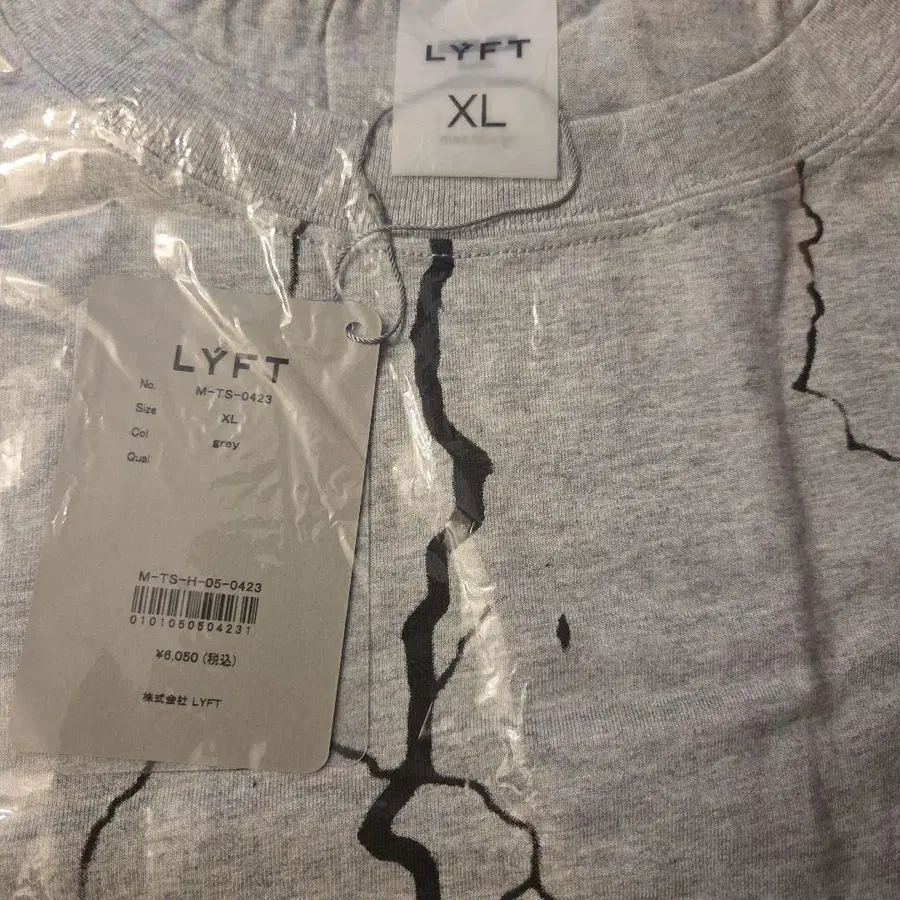 LYFT
XL
LYFT
No. M-TS-0423
Size XL
Col grey
Qual
M-TS-H-05-0423
0101050504231
¥6,050 (税込)
株式会社 LYFT